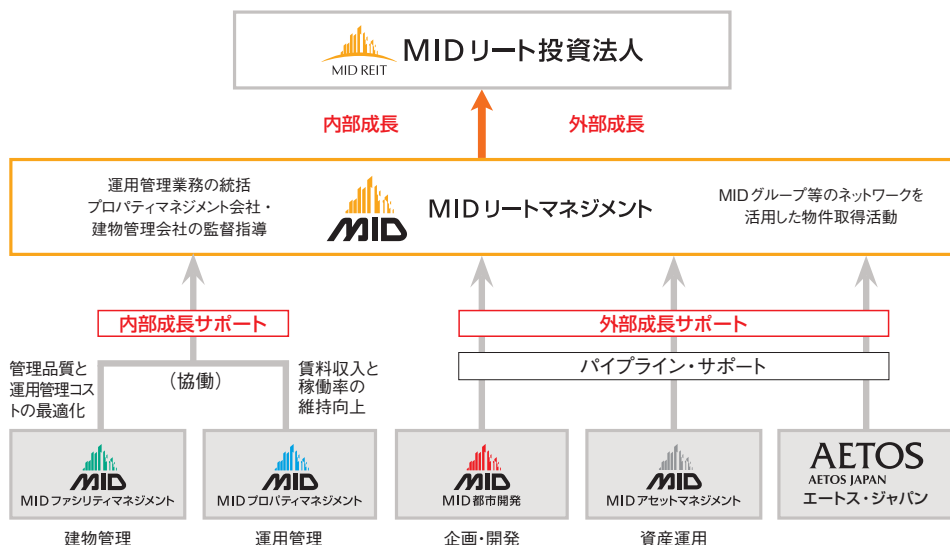 MID REIT
MIDリート投資法人
内部成長
外部成長
運用管理業務の統括
プロパティマネジメント会社・
建物管理会社の監督指導
MID
MIDリートマネジメント
MIDグループ等のネットワークを
活用した物件取得活動
内部成長サポート
外部成長サポート
パイプライン・サポート
管理品質と
運用管理コス
トの最適化
(協働)
賃料収入と
稼働率の
維持向上
MID
MIDファシリティマネジメント
MID
MIDプロパティマネジメント
MID
MID都市開発
MID
MIDアセットマネジメント
AETOS
AETOS JAPAN
エートス・ジャパン
建物管理
運用管理
企画・開発
資産運用